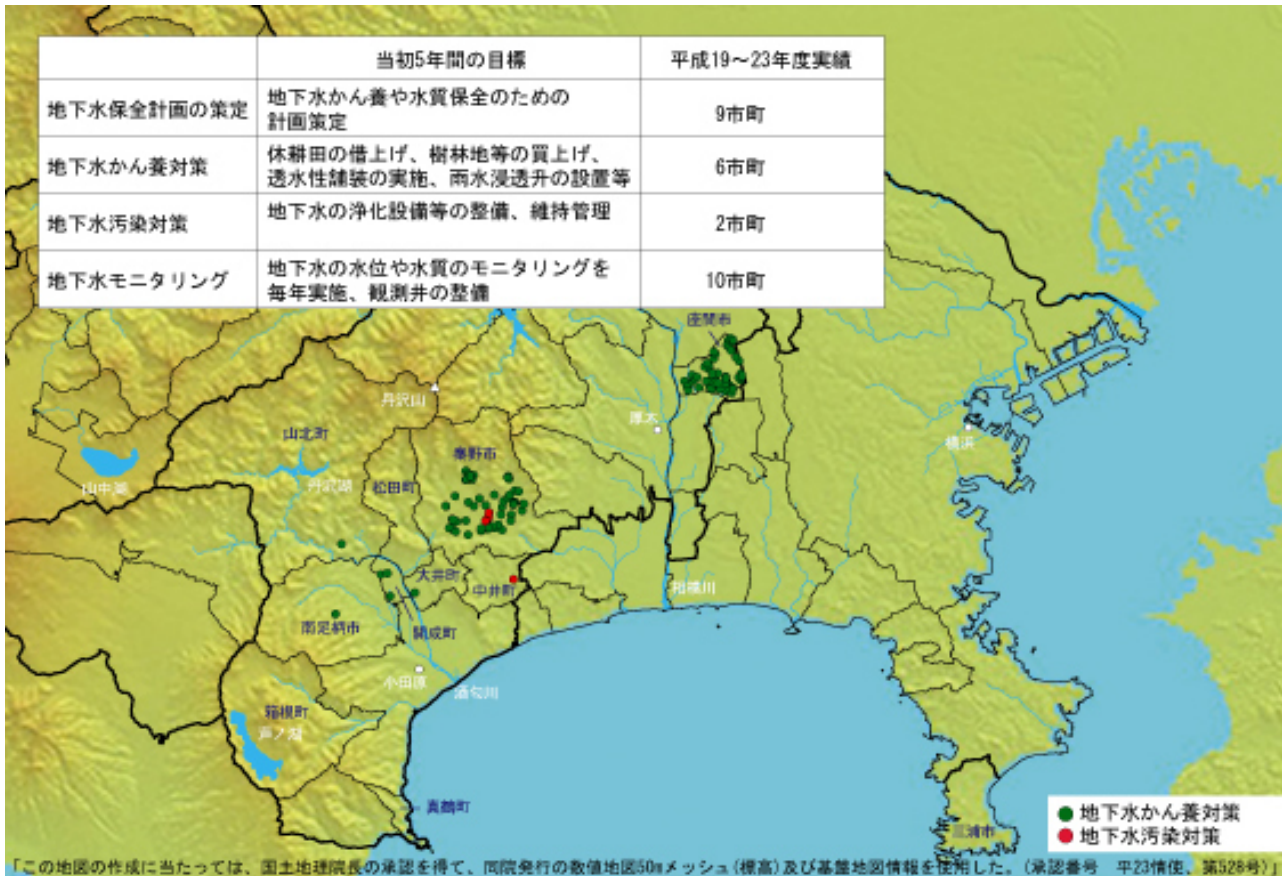 当初5年間の目標
平成19～23年度実績
地下水保全計画の策定
地下水かん養や水質保全のための
計画策定
9市町
地下水かん養対策
休耕田の借上げ、樹林地等の買上げ、
透水性舗装の実施、雨水浸透升の設置等
6市町
地下水汚染対策
地下水の浄化設備等の整備、維持管理
2市町
地下水モニタリング
地下水の水位や水質のモニタリングを
毎年実施、観測井の整備
10市町
座間市
丹沢山
厚木
山北町
横浜
秦野市
山中湖
丹沢湖
松田町
大井町
中井町
相模川
南足柄市
開成町
小田原
酒匂川
箱根町
芦ノ湖
真鶴町
三浦市
地下水かん養対策
地下水汚染対策
「この地図の作成に当たっては、国土地理院長の承認を得て、同院発行の数値地図50mメッシュ(標高)及び基盤地図情報を使用した。(承認番号　平23情使、第528号)」